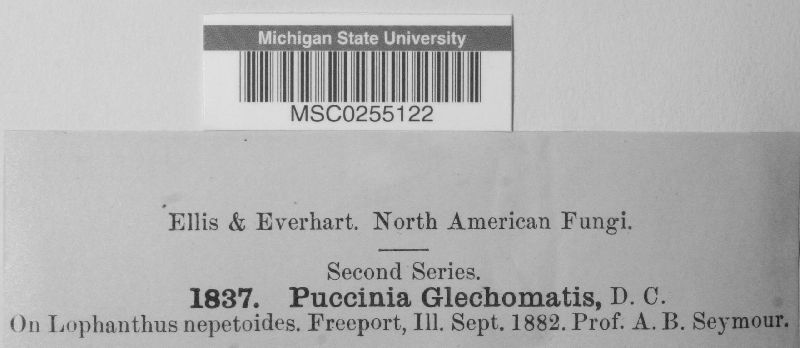 Michigan State University
MSC0255122
Ellis & Everhart. North American Fungi.
Second Series.
1837. Puccinia Glechomatis, D. C.
On Lophanthus nepetoides. Freeport, Ill. Sept. 1882. Prof. A. B. Seymour.